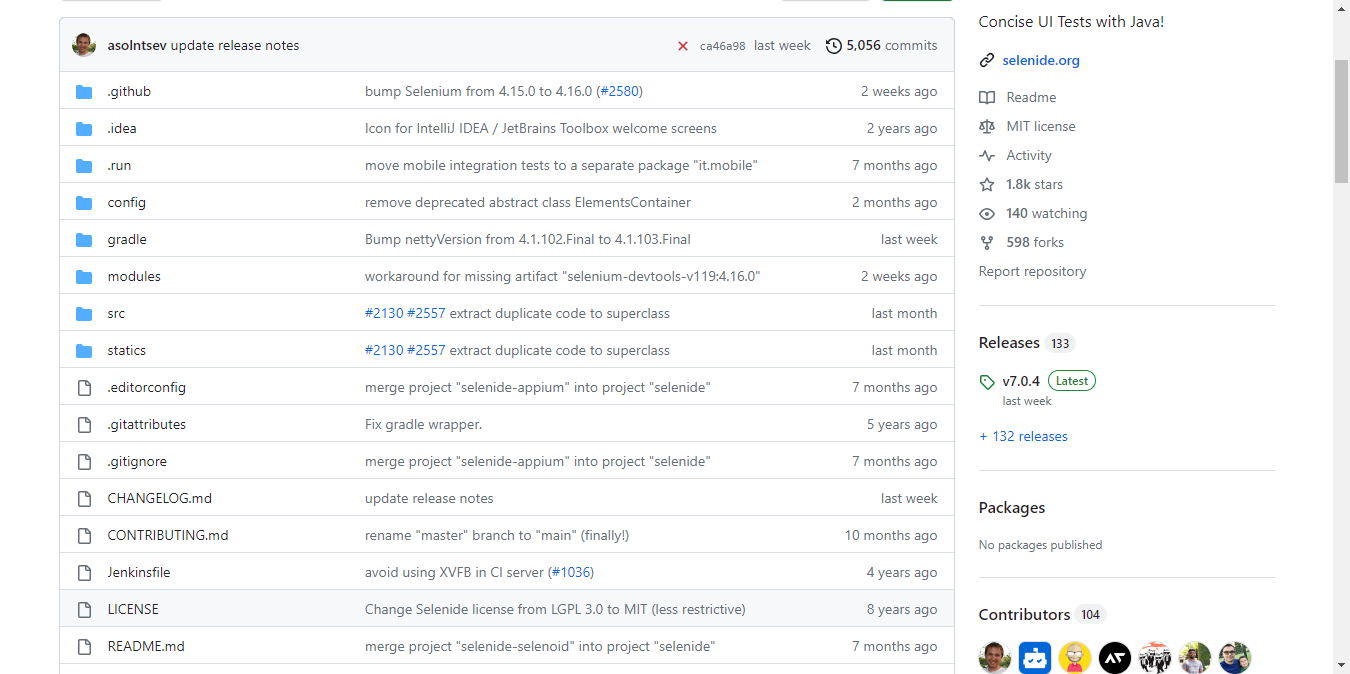 asolntsev update release notes ca46a98 last week 5,056 commits
.github bump Selenium from 4.15.0 to 4.16.0 (#2580) 2 weeks ago
.idea Icon for IntelliJ IDEA / JetBrains Toolbox welcome screens 2 years ago
.run move mobile integration tests to a separate package "it.mobile" 7 months ago
config remove deprecated abstract class ElementsContainer 2 months ago
gradle Bump nettyVersion from 4.1.102.Final to 4.1.103.Final last week
modules workaround for missing artifact "selenium-devtools-v119:4.16.0" 2 weeks ago
src #2130 #2557 extract duplicate code to superclass last month
statics #2130 #2557 extract duplicate code to superclass last month
.editorconfig merge project "selenide-appium" into project "selenide" 7 months ago
.gitattributes Fix gradle wrapper. 5 years ago
.gitignore merge project "selenide-appium" into project "selenide" 7 months ago
CHANGELOG.md update release notes last week
CONTRIBUTING.md rename "master" branch to "main" (finally!) 10 months ago
Jenkinsfile avoid using XVFB in CI server (#1036) 4 years ago
LICENSE Change Selenide license from LGPL 3.0 to MIT (less restrictive) 8 years ago
README.md merge project "selenide-selenoid" into project "selenide" 7 months ago
Concise UI Tests with Java!
selenide.org
Readme
MIT license
Activity
1.8k stars
140 watching
598 forks
Report repository
Releases 133
v7.0.4 Latest
last week
+ 132 releases
Packages
No packages published
Contributors 104